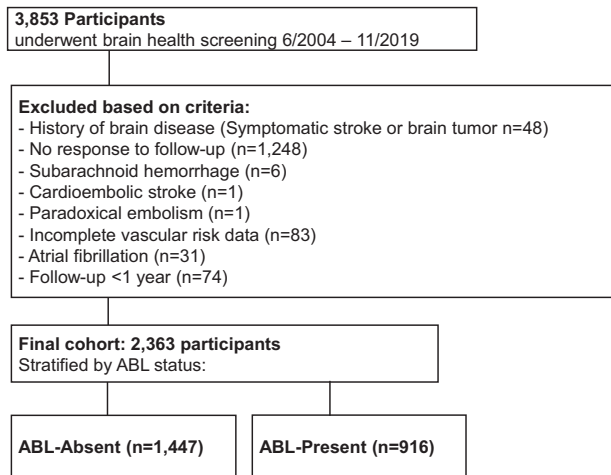 3,853 Participants
underwent brain health screening 6/2004 – 11/2019
Excluded based on criteria:
- History of brain disease (Symptomatic stroke or brain tumor n=48)
- No response to follow-up (n=1,248)
- Subarachnoid hemorrhage (n=6)
- Cardioembolic stroke (n=1)
- Paradoxical embolism (n=1)
- Incomplete vascular risk data (n=83)
- Atrial fibrillation (n=31)
- Follow-up <1 year (n=74)
Final cohort: 2,363 participants
Stratified by ABL status:
ABL-Absent (n=1,447)
ABL-Present (n=916)